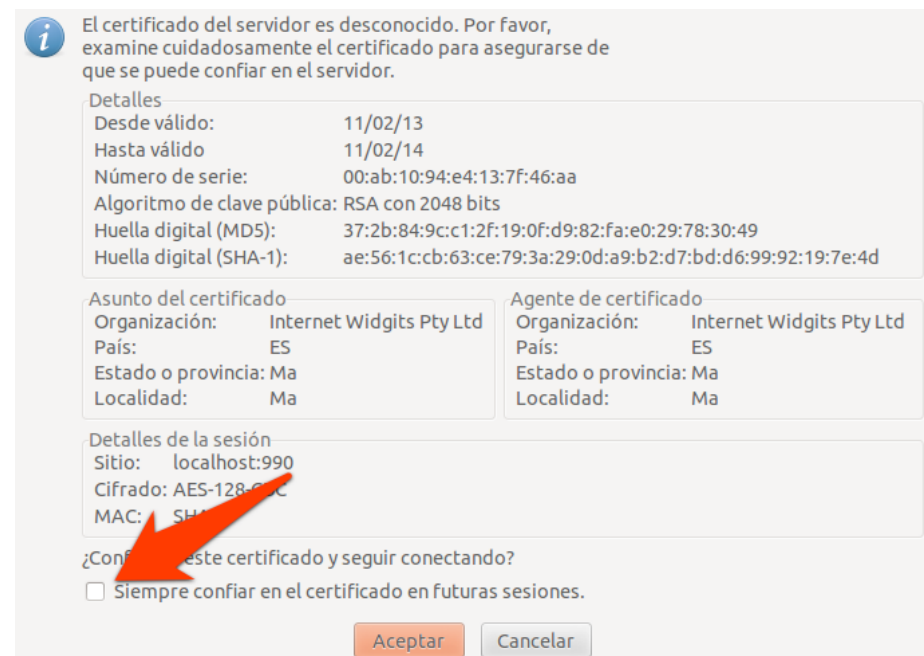 El certificado del servidor es desconocido. Por favor,
examine cuidadosamente el certificado para asegurarse de
que se puede confiar en el servidor.
Detalles
Desde válido: 11/02/13
Hasta válido 11/02/14
Número de serie: 00:ab:10:94:e4:13:7f:46:aa
Algoritmo de clave pública: RSA con 2048 bits
Huella digital (MD5): 37:2b:84:9c:c1:2f:19:0f:d9:82:fa:e0:29:78:30:49
Huella digital (SHA-1): ae:56:1c:cb:63:ce:79:3a:29:0d:a9:b2:d7:bd:d6:99:92:19:7e:4d
Asunto del certificado
Organización: Internet Widgits Pty Ltd
País: ES
Estado o provincia: Ma
Localidad: Ma
Agente de certificado
Organización: Internet Widgits Pty Ltd
País: ES
Estado o provincia: Ma
Localidad: Ma
Detalles de la sesión
Sitio: localhost:990
Cifrado: AES-128-CBC
MAC:
este certificado y seguir conectando?
Siempre confiar en el certificado en futuras sesiones.
Aceptar Cancelar